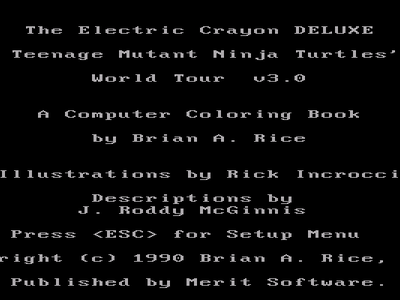 The Electric Crayon DELUXE
Teenage Mutant Ninja Turtles'
World Tour v3.0
A Computer Coloring Book
by Brian A. Rice
Illustrations by Rick Incrocci
Descriptions by
J. Roddy McGinnis
Press <ESC> for Setup Menu
right (c) 1990 Brian A. Rice,
Published by Merit Software.